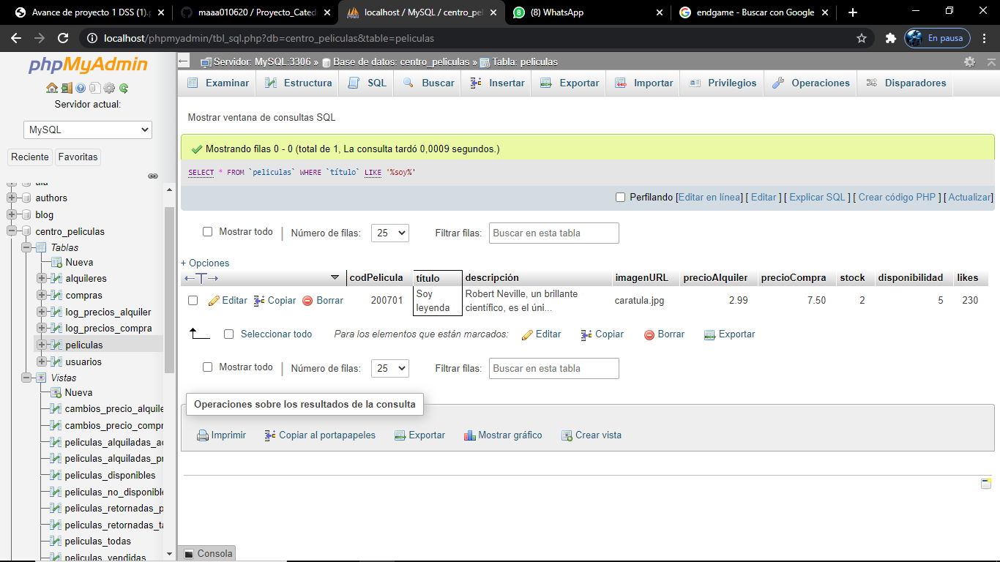 Avance de proyecto 1 DSS (1).p
maaa010620 / Proyecto_Cated
localhost / MySQL / centro_pel
(8) WhatsApp
endgame - Buscar con Google
localhost/phpmyadmin/tbl_sql.php?db=centro_peliculas&table=peliculas
En pausa
phpMyAdmin
Servidor actual:
MySQL
Reciente
Favoritas
authors
blog
centro_peliculas
Tablas
Nueva
alquileres
compras
log_precios_alquiler
log_precios_compra
peliculas
usuarios
Vistas
Nueva
cambios_precio_alquile
cambios_precio_compr
peliculas_alquiladas_ac
peliculas_alquiladas_pr
peliculas_disponibles
peliculas_no_disponible
peliculas_retornadas_p
peliculas_retornadas_ta
peliculas_todas
peliculas_vendidas
Servidor: MySQL:3306 » Base de datos: centro_peliculas » Tabla: peliculas
Examinar Estructura SQL Buscar Insertar Exportar Importar Privilegios Operaciones Disparadores
Mostrar ventana de consultas SQL
Mostrando filas 0 - 0 (total de 1, La consulta tardó 0,0009 segundos.)
SELECT * FROM `peliculas` WHERE `título` LIKE '%soy%'
Perfilando [Editar en línea] [ Editar ] [ Explicar SQL ] [ Crear código PHP ] [ Actualizar]
Mostrar todo | Número de filas: 25 Filtrar filas: Buscar en esta tabla
+ Opciones
←T→ codPelicula título descripción imagenURL precioAlquiler precioCompra stock disponibilidad likes
Editar Copiar Borrar 200701 Soy leyenda Robert Neville, un brillante científico, es el úni... caratula.jpg 2.99 7.50 2 5 230
Seleccionar todo Para los elementos que están marcados: Editar Copiar Borrar Exportar
Mostrar todo | Número de filas: 25 Filtrar filas: Buscar en esta tabla
Operaciones sobre los resultados de la consulta
Imprimir Copiar al portapapeles Exportar Mostrar gráfico Crear vista
Consola